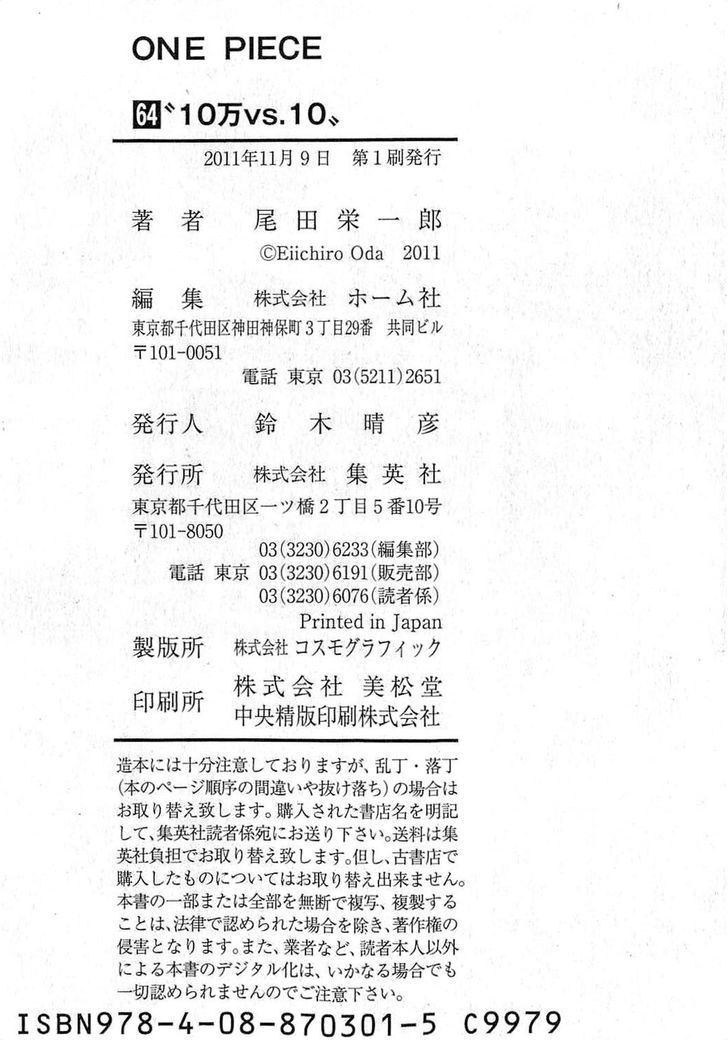 ONE PIECE
64〝10万vs.10〟
2011年11月9日 第1刷発行
著者 尾田栄一郎
©Eiichiro Oda 2011
編集 株式会社 ホーム社
東京都千代田区神田神保町3丁目29番 共同ビル
〒101-0051
電話 東京 03(5211)2651
発行人 鈴木晴彦
発行所 株式会社 集英社
東京都千代田区一ツ橋2丁目5番10号
〒101-8050
03(3230)6233(編集部)
電話 東京 03(3230)6191(販売部)
03(3230)6076(読者係)
Printed in Japan
製版所 株式会社 コスモグラフィック
印刷所 株式会社 美松堂
中央精版印刷株式会社
造本には十分注意しておりますが、乱丁・落丁
(本のページ順序の間違いや抜け落ち)の場合は
お取り替え致します。購入された書店名を明記
して、集英社読者係宛にお送り下さい。送料は集
英社負担でお取り替え致します。但し、古書店で
購入したものについてはお取り替え出来ません。
本書の一部または全部を無断で複写、複製する
ことは、法律で認められた場合を除き、著作権の
侵害となります。また、業者など、読者本人以外
による本書のデジタル化は、いかなる場合でも
一切認められませんのでご注意下さい。
ISBN978-4-08-870301-5 C9979